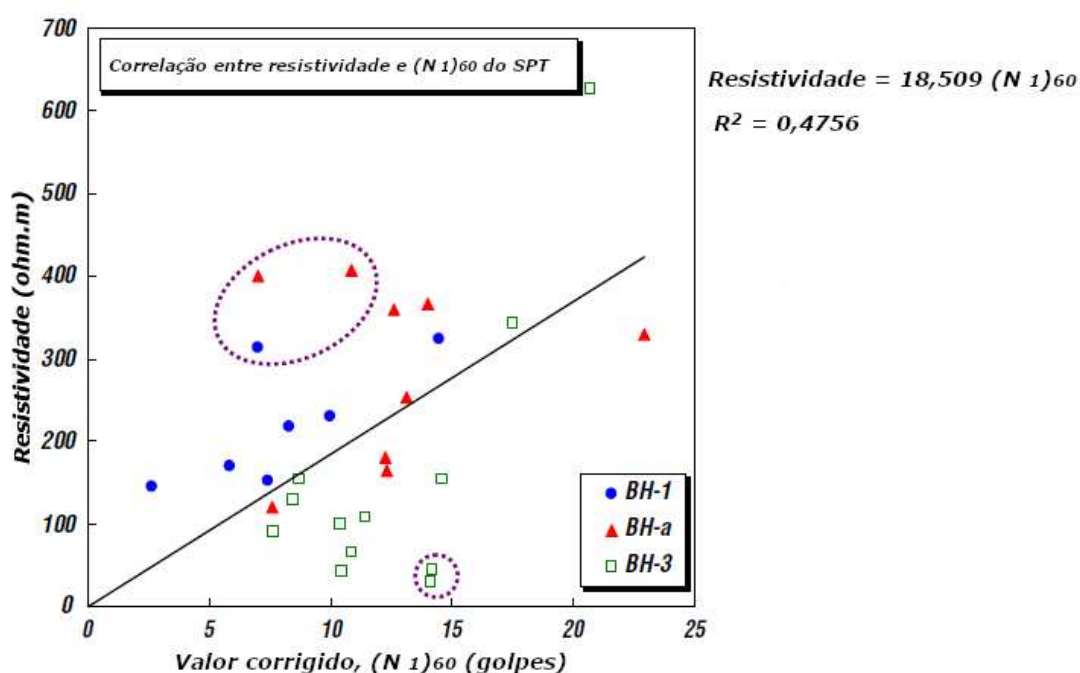 Correlação entre resistividade e (N 1)60 do SPT
Resistividade = 18,509 (N 1)60
R² = 0,4756
Resistividade (ohm.m)
700
600
500
400
300
200
100
0
0 5 10 15 20 25
Valor corrigido, (N 1)60 (golpes)
BH-1
BH-a
BH-3